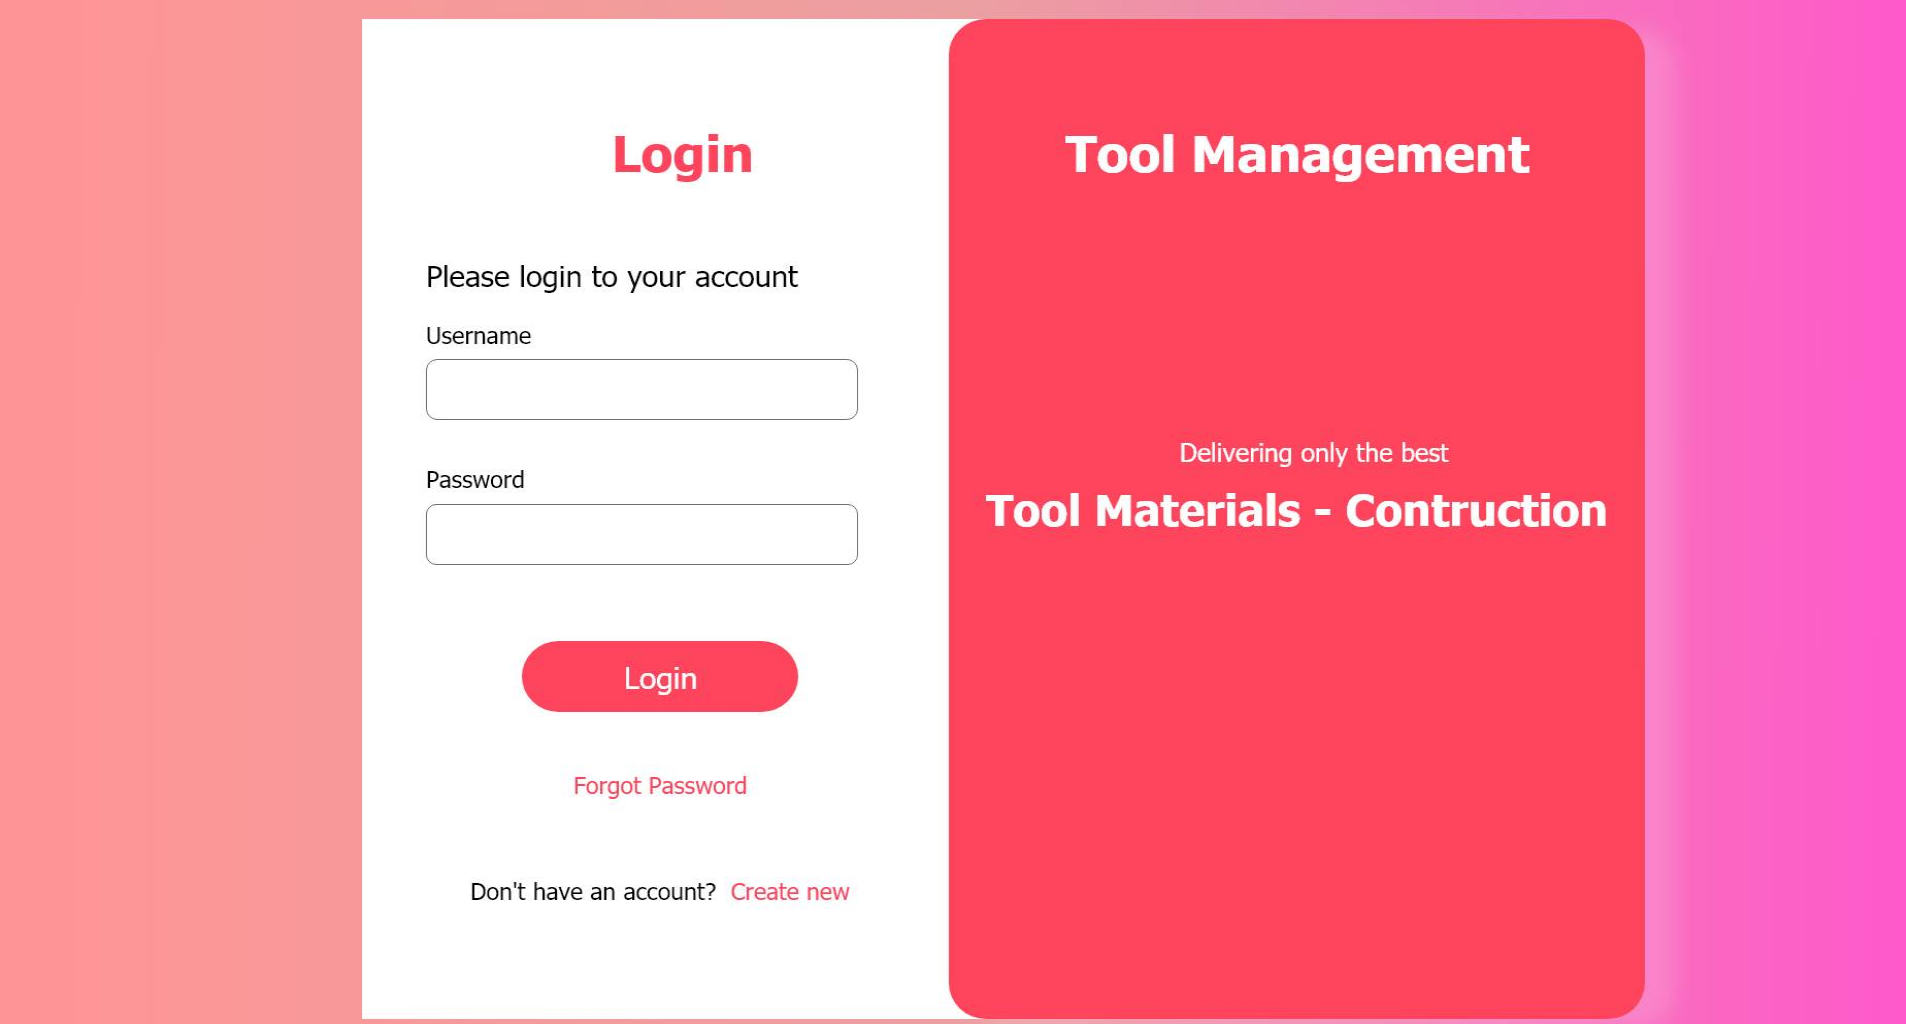 Login
Please login to your account
Username
Password
Login
Forgot Password
Don't have an account? Create new
Tool Management
Delivering only the best
Tool Materials - Contruction